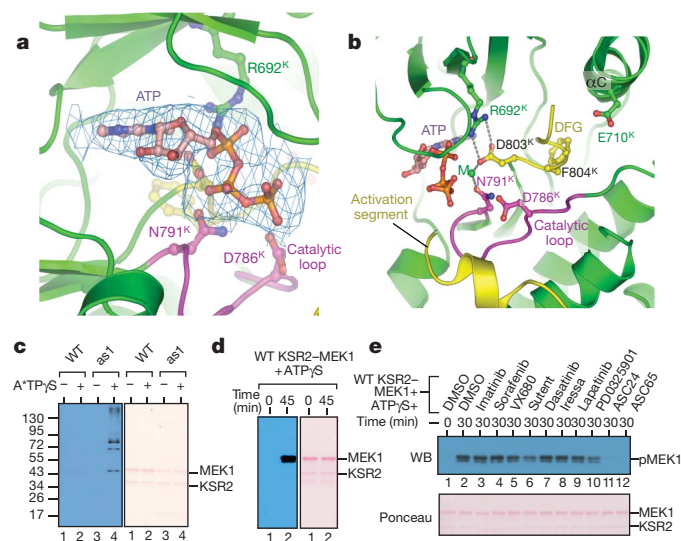 a
R692ᴷ
ATP
N791ᴷ
D786ᴷ
Catalytic
loop
b
αC
R692ᴷ
ATP
DFG
D803ᴷ
E710ᴷ
M
F804ᴷ
N791ᴷ
D786ᴷ
Activation
segment
Catalytic
loop
c
WT as1 WT as1
A*TPγS – + – + – + – +
130
95
72
55
43
34
26
17
MEK1
KSR2
1 2 3 4 1 2 3 4
d
WT KSR2–MEK1
+ATPγS
Time
(min)
0 45 0 45
MEK1
KSR2
1 2 1 2
e
WT KSR2–
MEK1+
ATPγS+
DMSO
DMSO
Imatinib
Sorafenib
VX680
Sutent
Dasatinib
Iressa
Lapatinib
PD0325901
ASC24
ASC65
Time (min) 0 30 30 30 30 30 30 30 30 30 30 30
WB
pMEK1
1 2 3 4 5 6 7 8 9 10 11 12
Ponceau
MEK1
KSR2